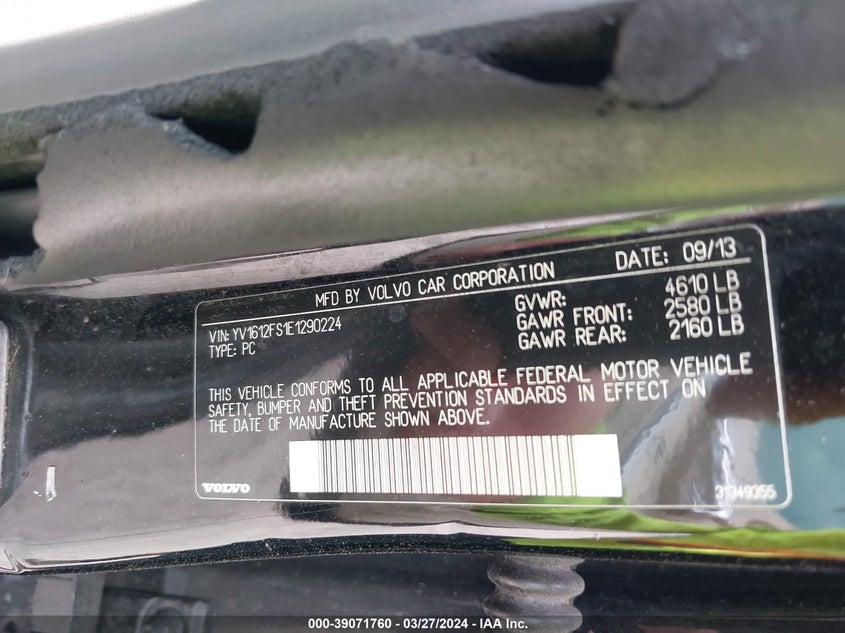 MFD BY VOLVO CAR CORPORATION DATE: 09/13
VIN: YV1612FS1E1290224 GVWR: 4610 LB
TYPE: PC GAWR FRONT: 2580 LB
GAWR REAR: 2160 LB
THIS VEHICLE CONFORMS TO ALL APPLICABLE FEDERAL MOTOR VEHICLE
SAFETY, BUMPER AND THEFT PREVENTION STANDARDS IN EFFECT ON
THE DATE OF MANUFACTURE SHOWN ABOVE.
VOLVO 31349355
000-39071760 — 03/27/2024 — IAA Inc.